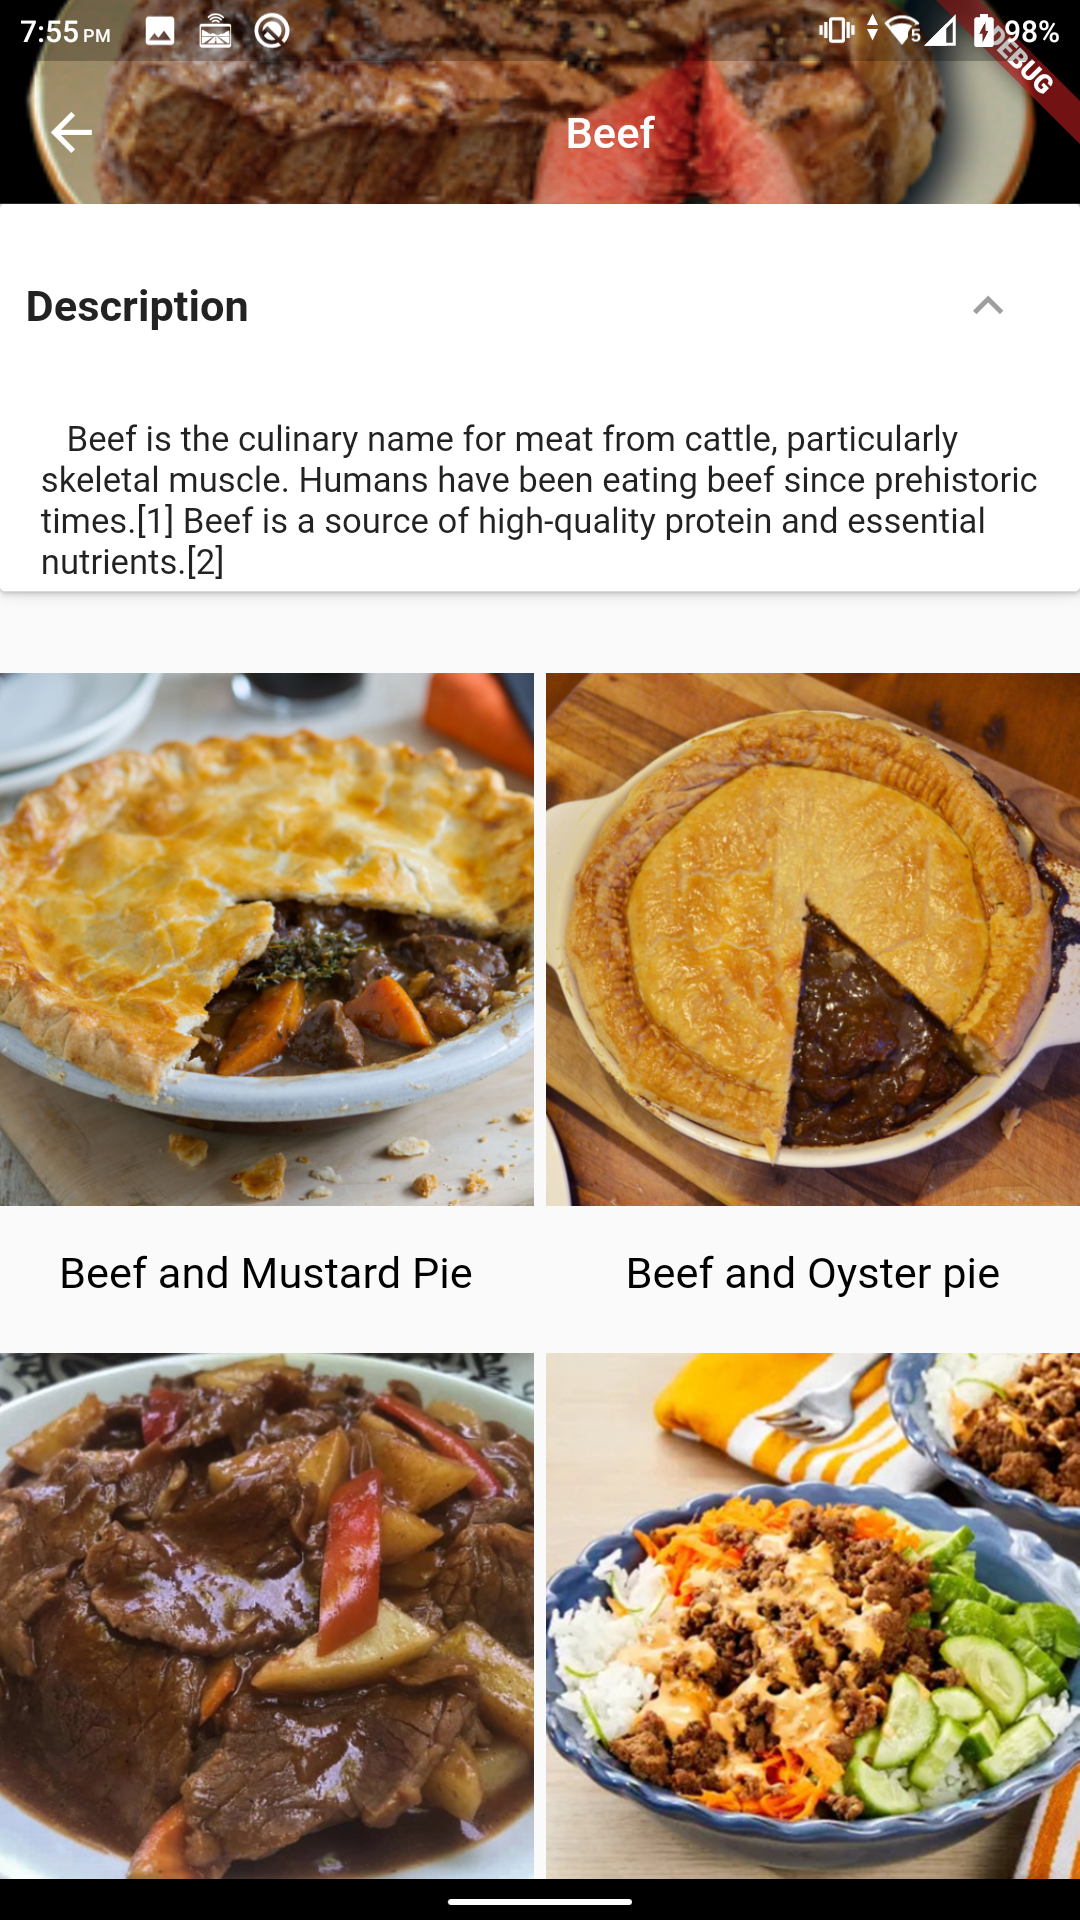 7:55 PM
5
98%
DEBUG
Beef
Description
Beef is the culinary name for meat from cattle, particularly
skeletal muscle. Humans have been eating beef since prehistoric
times.[1] Beef is a source of high-quality protein and essential
nutrients.[2]
Beef and Mustard Pie
Beef and Oyster pie